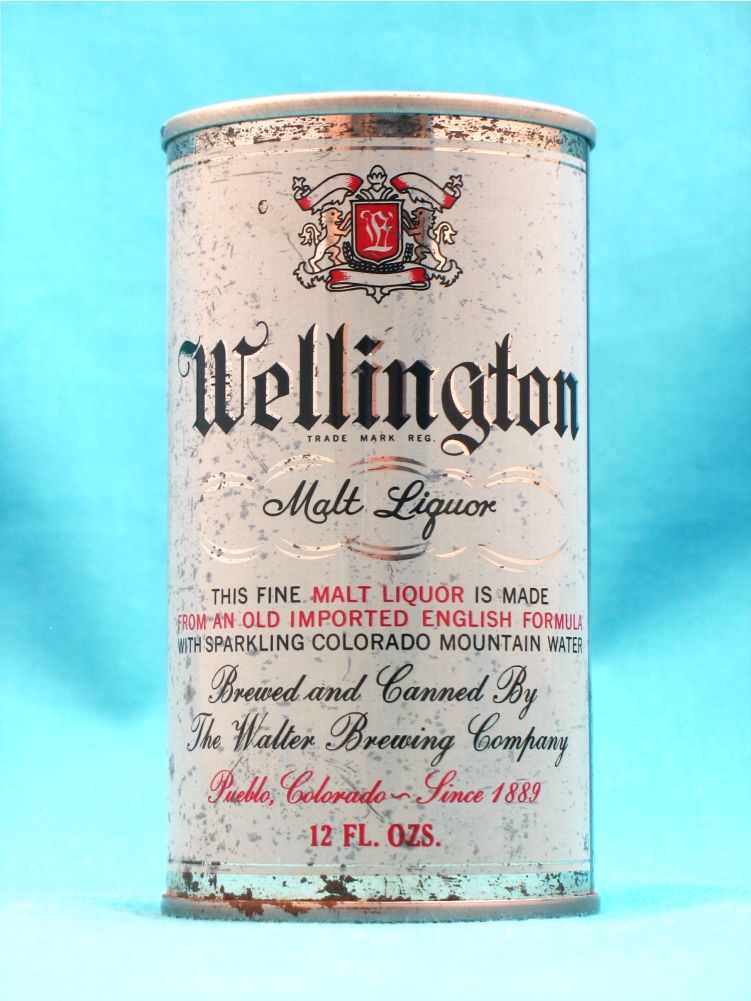 Wellington
TRADE MARK REG.
Malt Liquor
THIS FINE MALT LIQUOR IS MADE
FROM AN OLD IMPORTED ENGLISH FORMULA
WITH SPARKLING COLORADO MOUNTAIN WATER
Brewed and Canned By
The Walter Brewing Company
Pueblo, Colorado ~ Since 1889
12 FL. OZS.